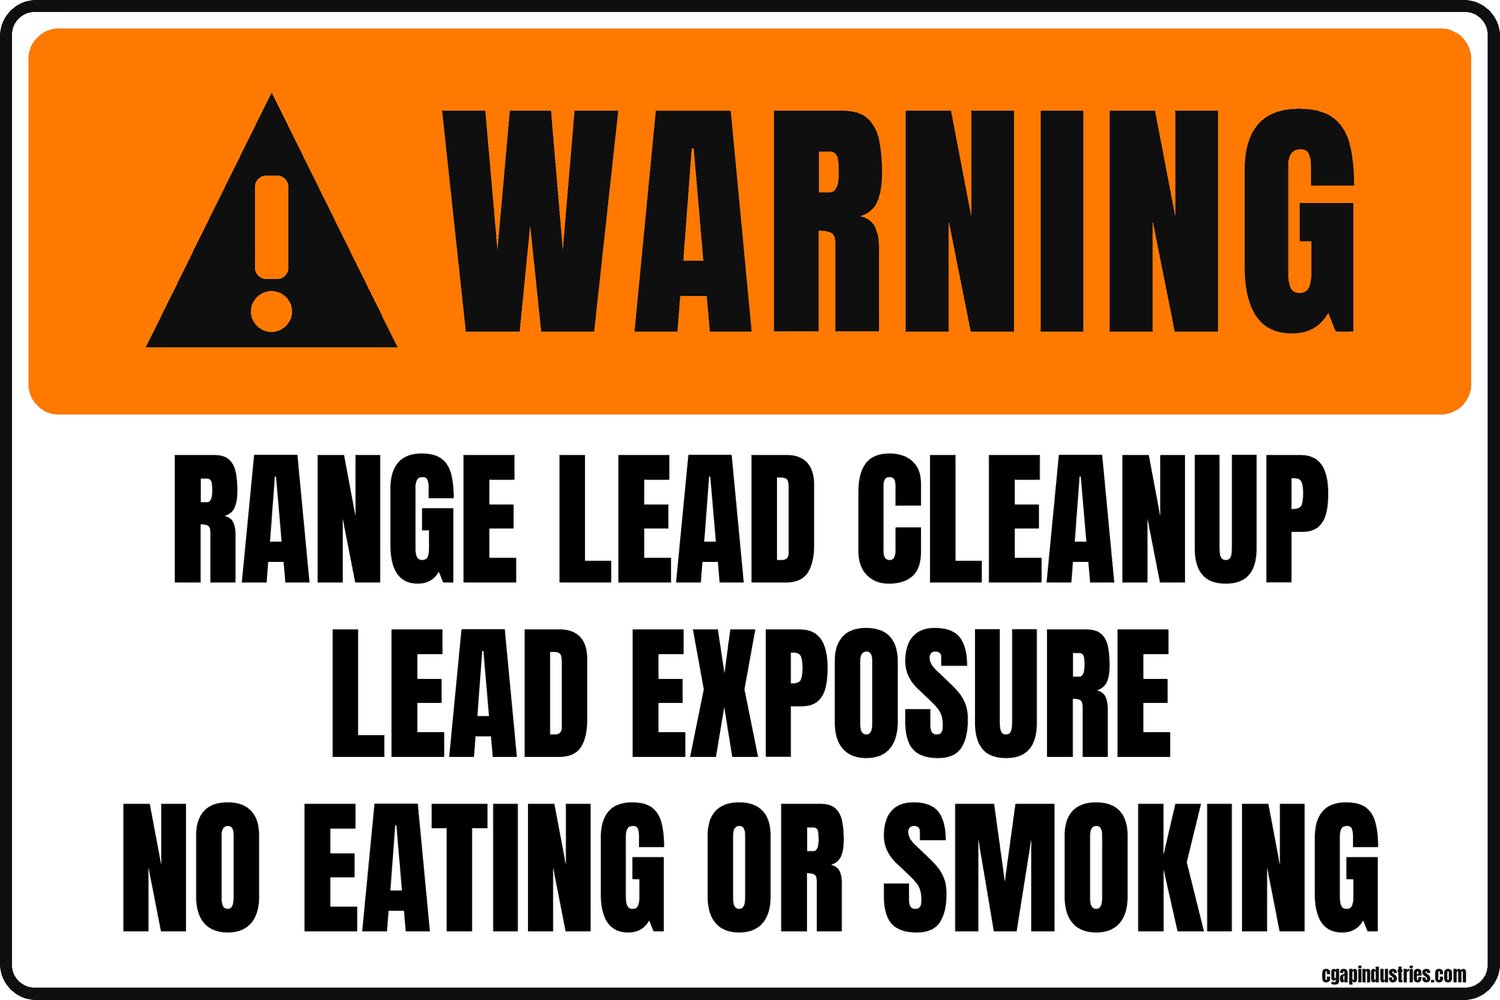 WARNING
RANGE LEAD CLEANUP
LEAD EXPOSURE
NO EATING OR SMOKING
cgapindustries.com